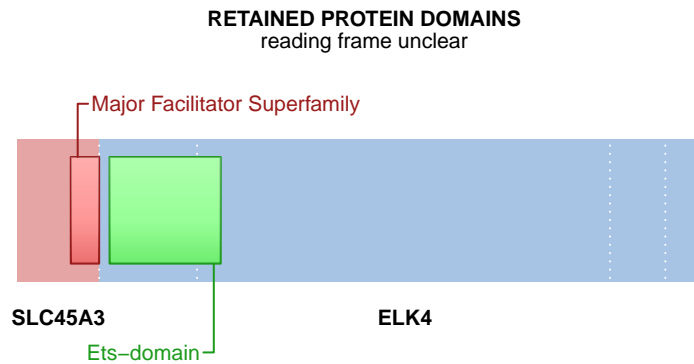 RETAINED PROTEIN DOMAINS
reading frame unclear
Major Facilitator Superfamily
SLC45A3
ELK4
Ets−domain